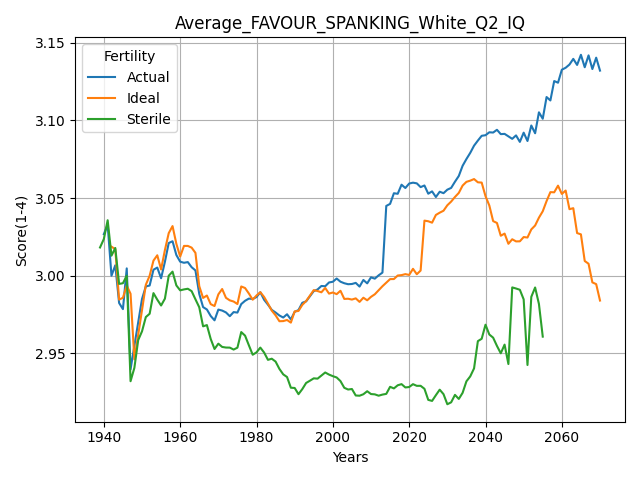 Average_FAVOUR_SPANKING_White_Q2_IQ
Score(1-4)
3.15
3.10
3.05
3.00
2.95
Fertility
Actual
Ideal
Sterile
1940 1960 1980 2000 2020 2040 2060
Years